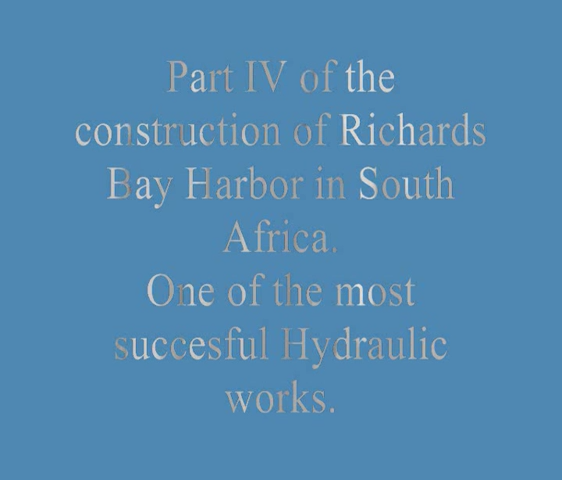 Part IV of the
construction of Richards
Bay Harbor in South
Africa.
One of the most
succesful Hydraulic
works.